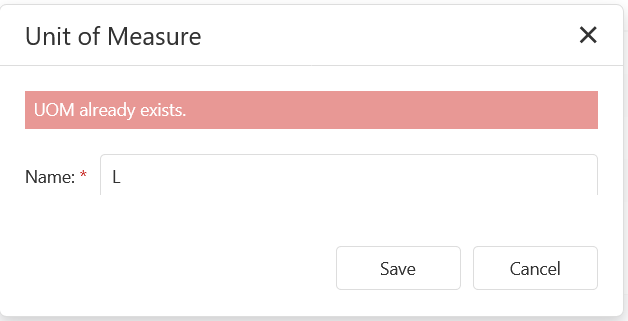 Unit of Measure
UOM already exists.
Name: * L
Save Cancel